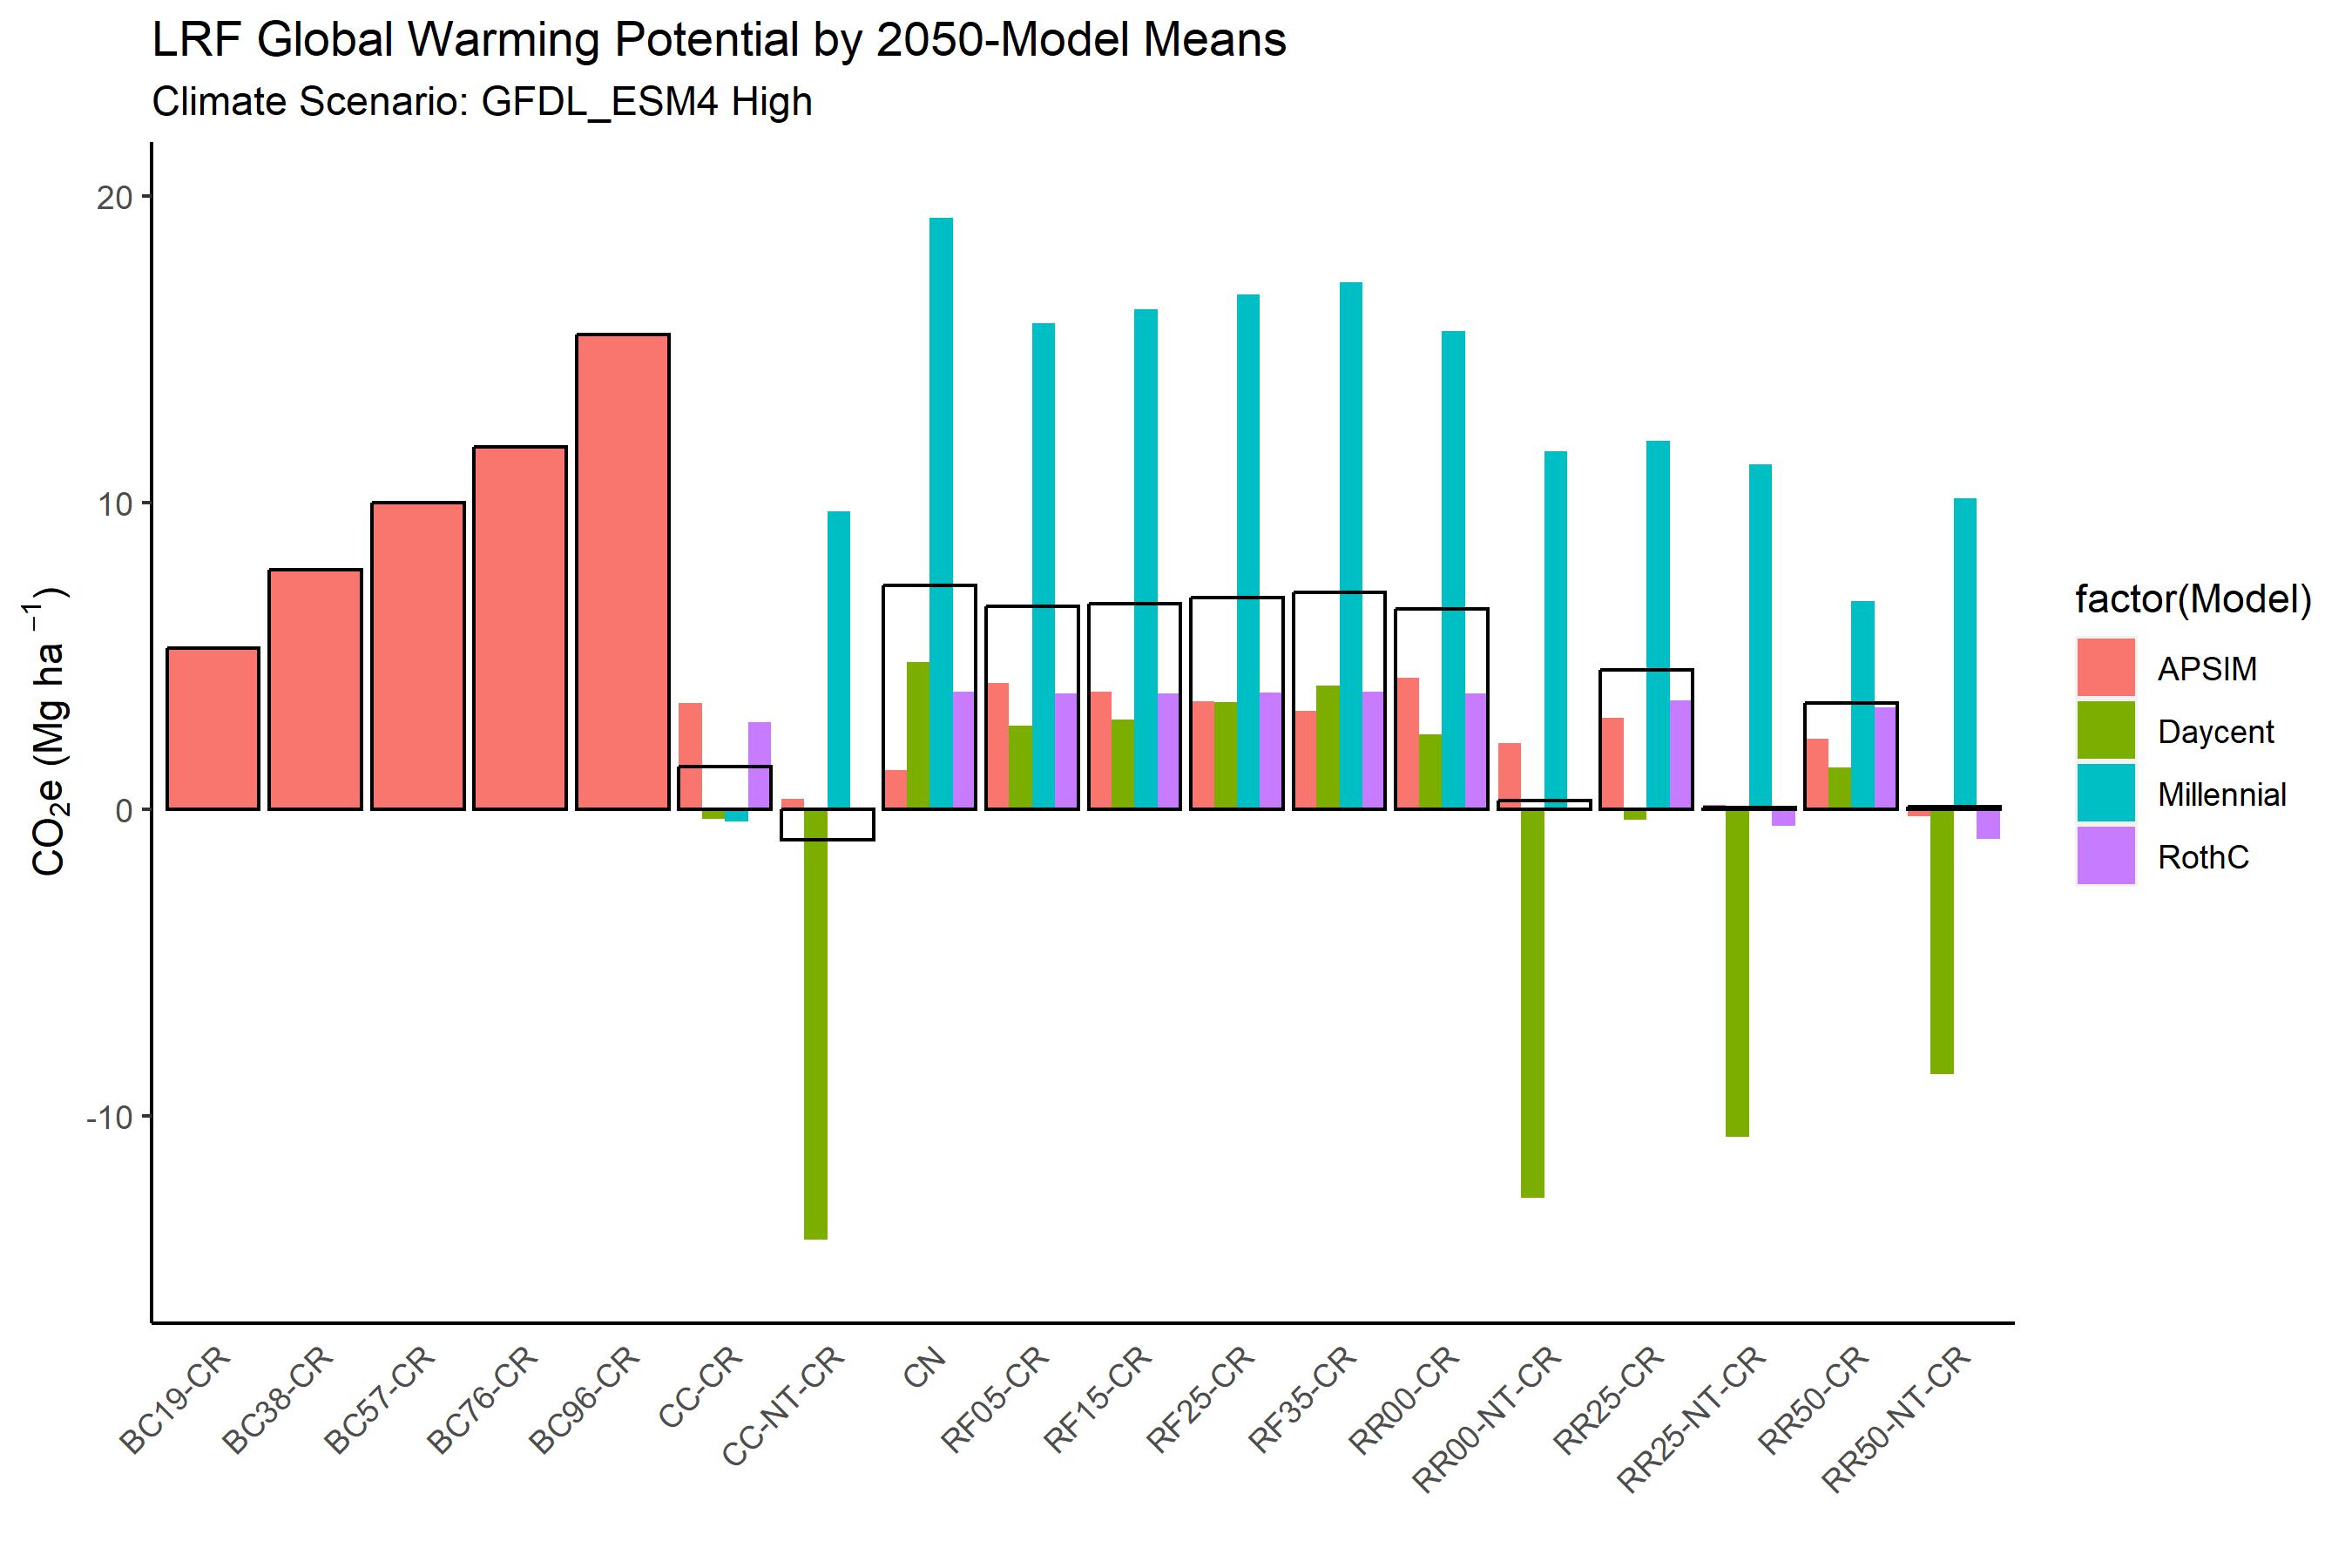 LRF Global Warming Potential by 2050-Model Means
Climate Scenario: GFDL_ESM4 High
CO₂e (Mg ha ⁻¹)
20
10
0
-10
BC19-CR
BC38-CR
BC57-CR
BC76-CR
BC96-CR
CC-CR
CC-NT-CR
CN
RF05-CR
RF15-CR
RF25-CR
RF35-CR
RR00-CR
RR00-NT-CR
RR25-CR
RR25-NT-CR
RR50-CR
RR50-NT-CR
factor(Model)
APSIM
Daycent
Millennial
RothC